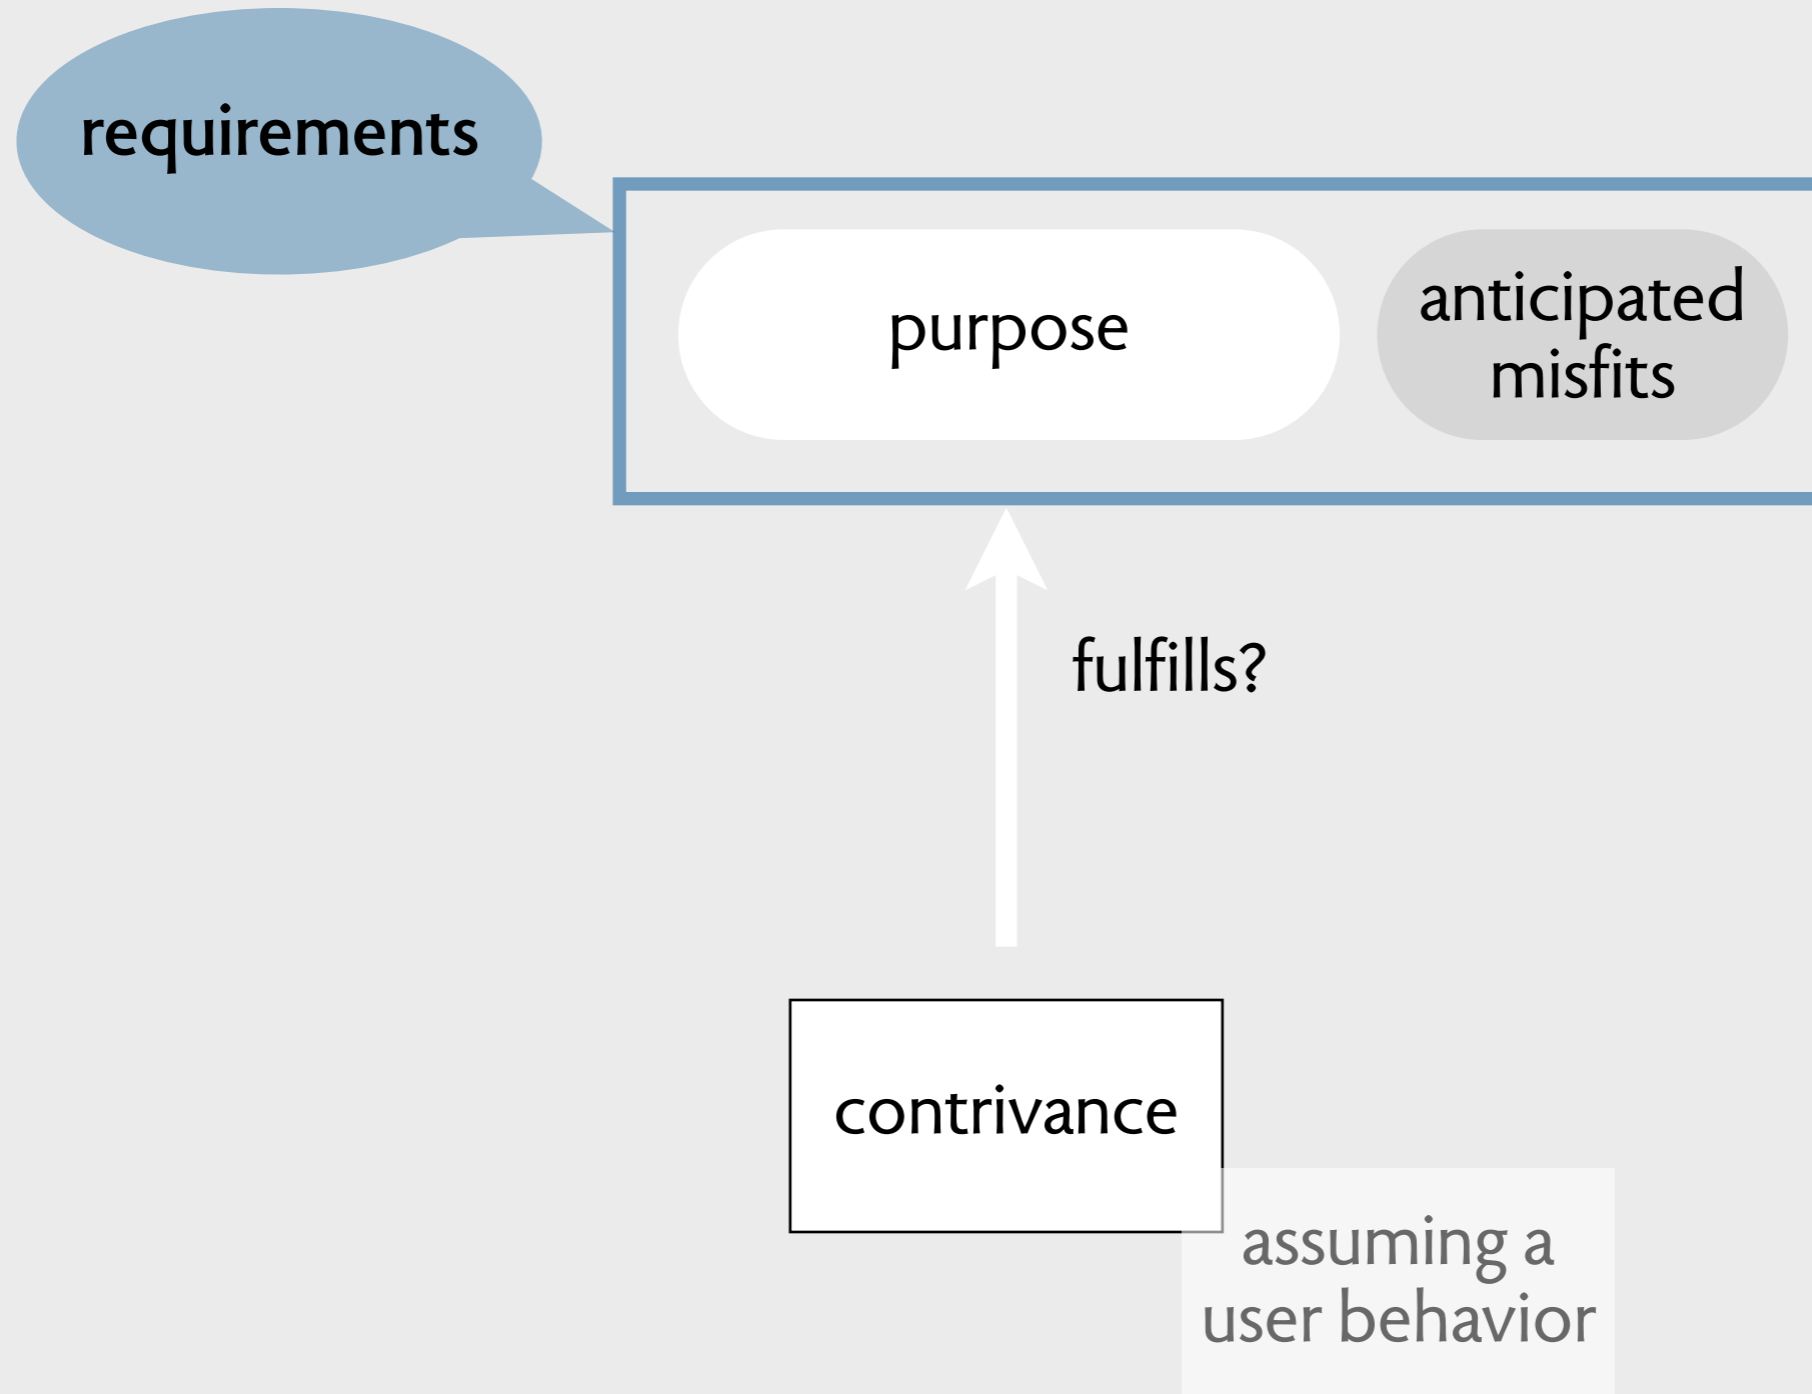 requirements
purpose
anticipated
misfits
fulfills?
contrivance
assuming a
user behavior